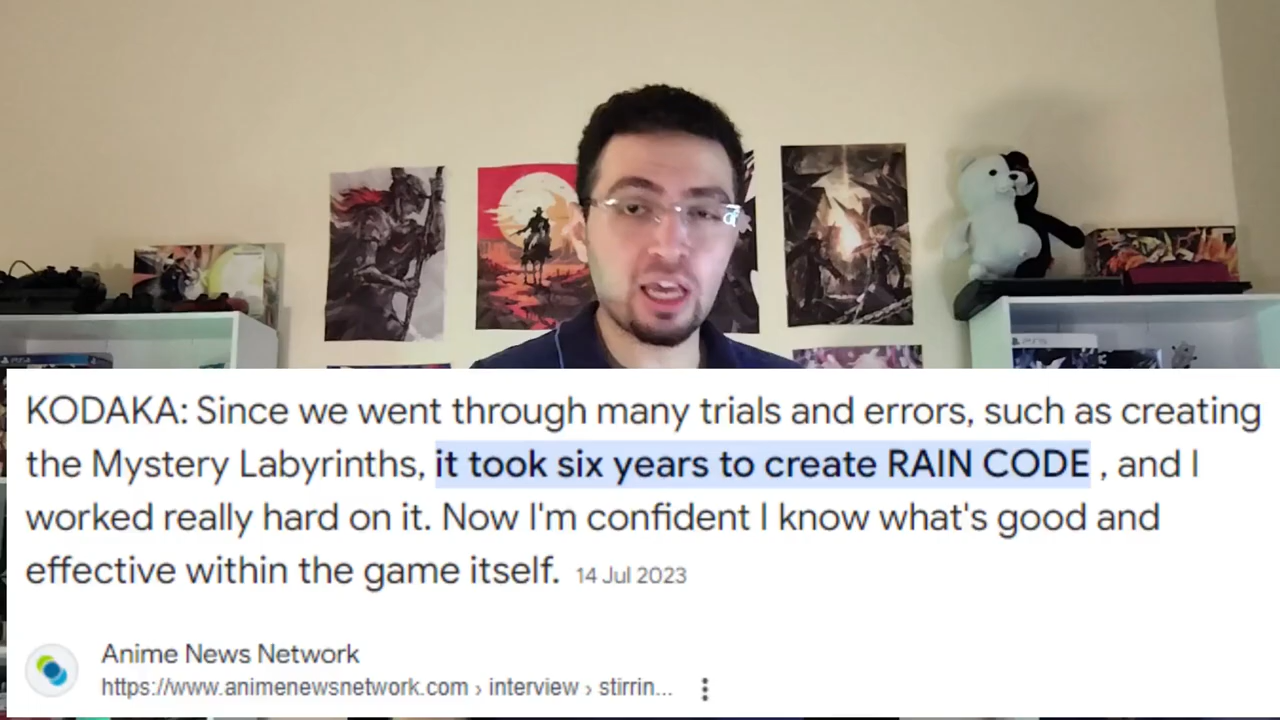 KODAKA: Since we went through many trials and errors, such as creating
the Mystery Labyrinths, it took six years to create RAIN CODE , and I
worked really hard on it. Now I'm confident I know what's good and
effective within the game itself. 14 Jul 2023
Anime News Network
https://www.animenewsnetwork.com › interview › stirrin...